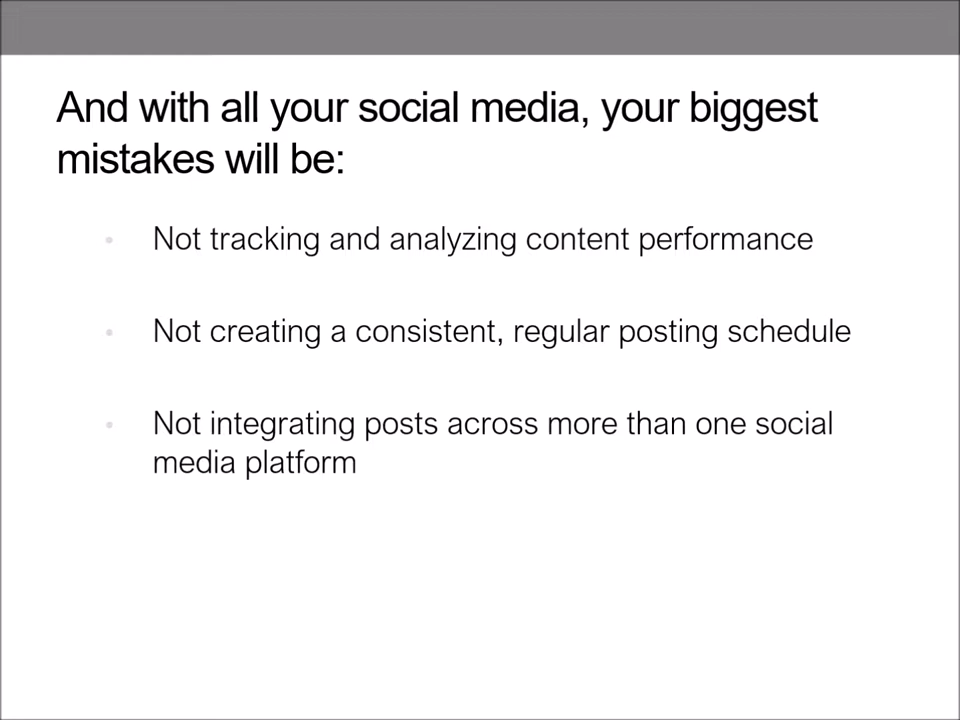 And with all your social media, your biggest
mistakes will be:
• Not tracking and analyzing content performance
• Not creating a consistent, regular posting schedule
• Not integrating posts across more than one social
media platform